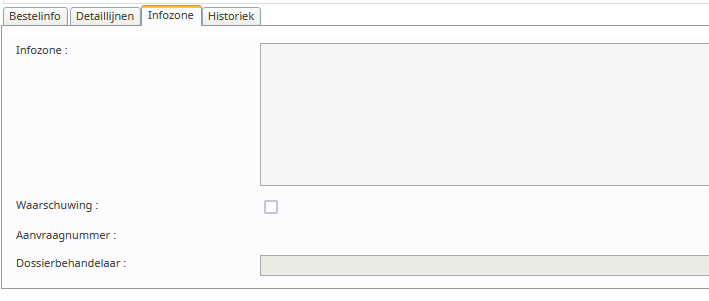 Bestelinfo Detaillijnen Infozone Historiek
Infozone :
Waarschuwing :
Aanvraagnummer :
Dossierbehandelaar :